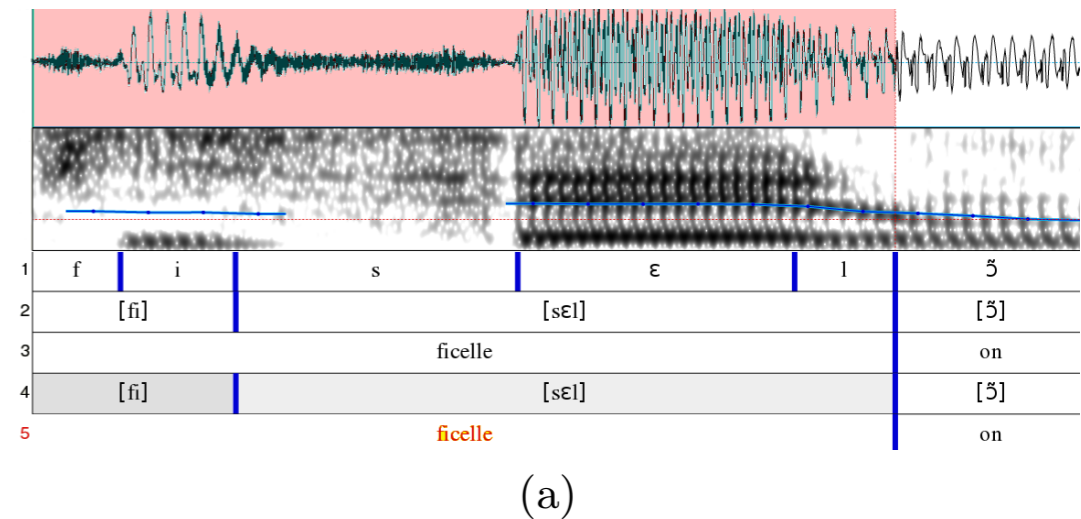 1 f i s ɛ l ɔ̃
2 [fi] [sɛl] [ɔ̃]
3 ficelle on
4 [fi] [sɛl] [ɔ̃]
5 ficelle on
(a)